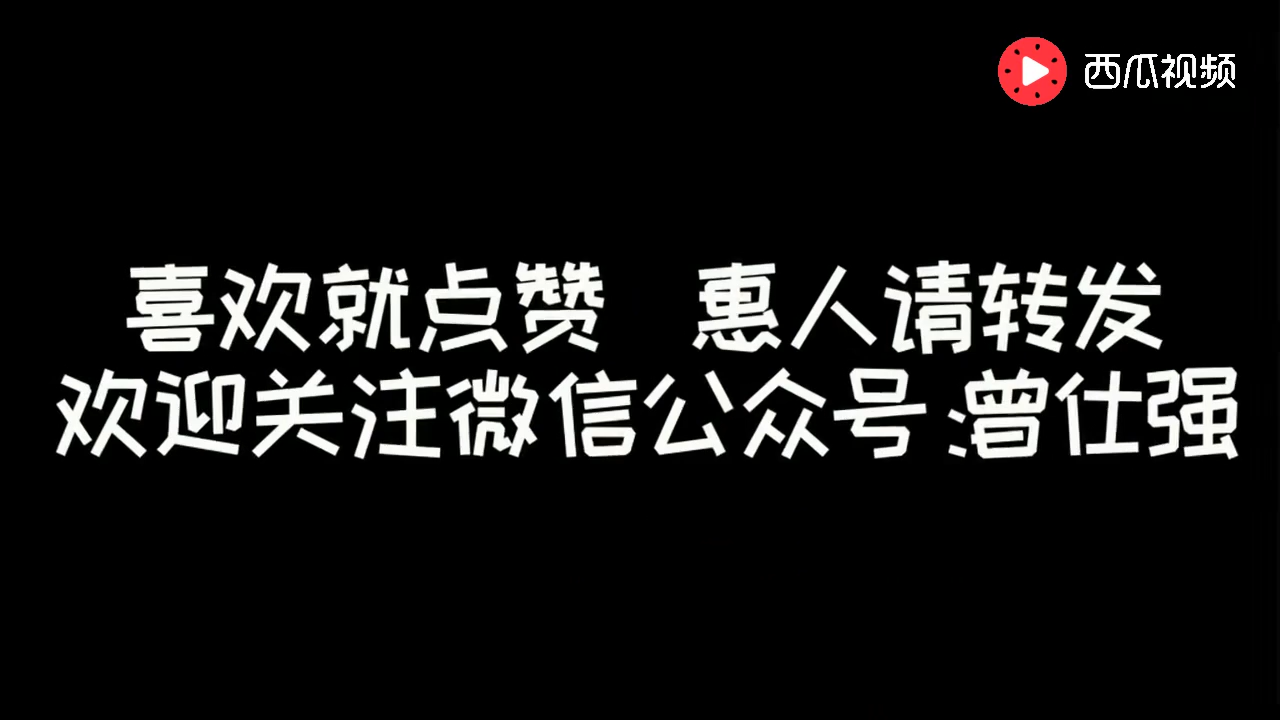 西瓜视频
喜欢就点赞 惠人请转发
欢迎关注微信公众号:曾仕强